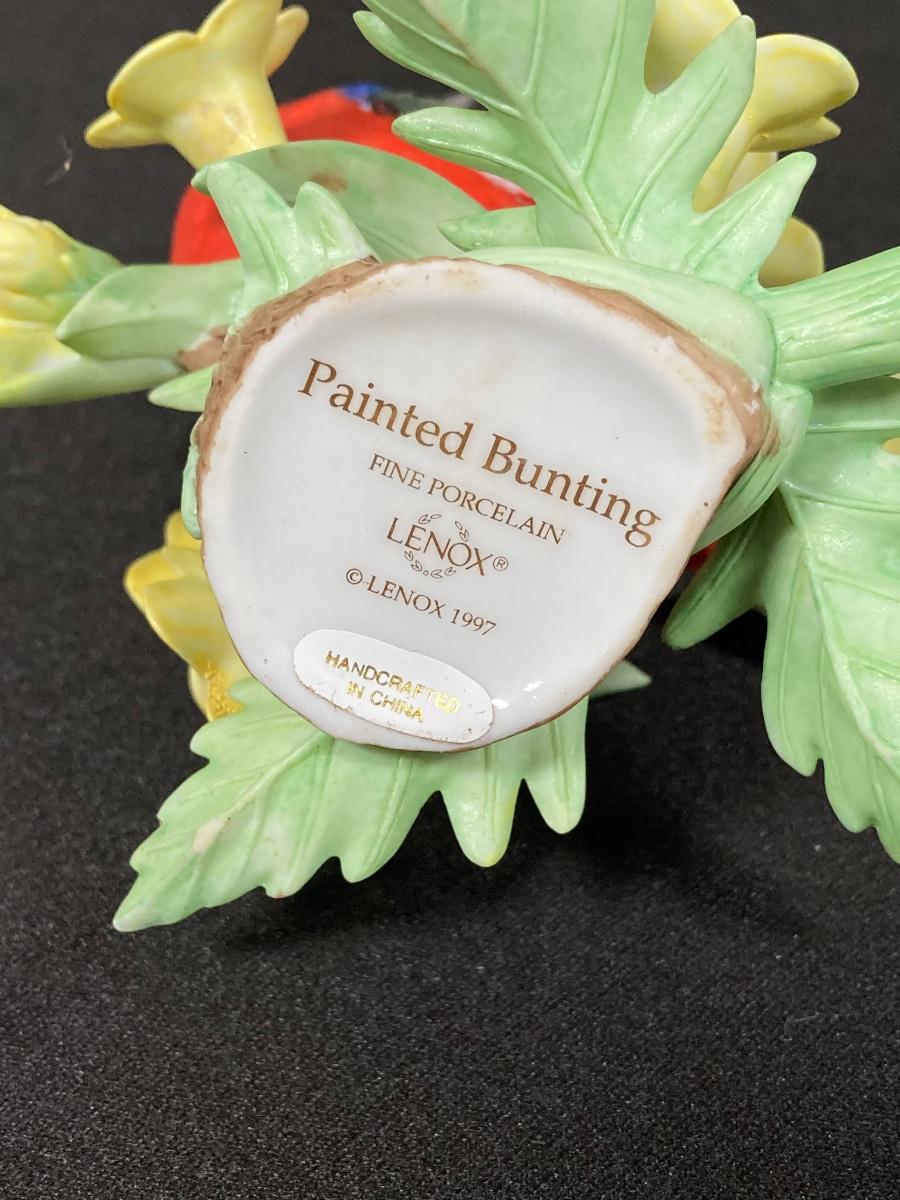 Painted Bunting
FINE PORCELAIN
LENOX®
© LENOX 1997
HANDCRAFTED
IN CHINA